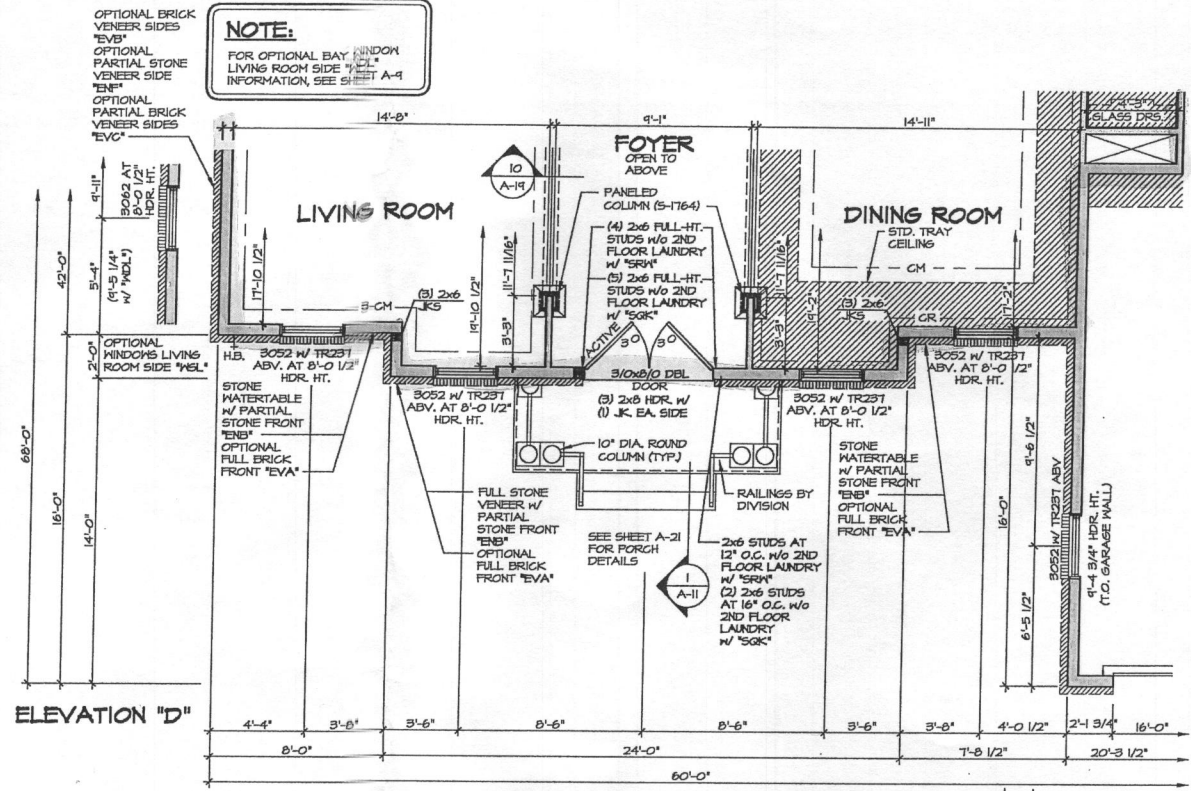 OPTIONAL BRICK
VENEER SIDES
"EVB"
OPTIONAL
PARTIAL STONE
VENEER SIDE
"ENF"
OPTIONAL
PARTIAL BRICK
VENEER SIDES
"EVC"
NOTE:
FOR OPTIONAL BAY WINDOW
LIVING ROOM SIDE "WDL"
INFORMATION, SEE SHEET A-9
14'-8"
9'-1"
14'-11"
4'-3"
GLASS DRS.
FOYER
OPEN TO
ABOVE
10
A-19
PANELED
COLUMN (S-1764)
LIVING ROOM
DINING ROOM
STD. TRAY
CEILING
CM
(4) 2x6 FULL-HT.
STUDS W/o 2ND
FLOOR LAUNDRY
W/ "SRW"
(5) 2x6 FULL-HT.
STUDS W/o 2ND
FLOOR LAUNDRY
W/ "SQK"
9'-11"
3062 AT
8'-0 1/2"
HDR. HT.
42'-0"
5'-4"
(9'-5 1/4"
W/ "WDL")
17'-10 1/2"
3-CM
(3) 2x6
JKS
19'-10 1/2"
11'-7 11/16"
3'-8"
ACTIVE
3'0
3'0
11'-7 11/16"
3'-8"
9'-2"
(3) 2x6
JKS
CR
17'-2"
2'-0"
OPTIONAL
WINDOWS LIVING
ROOM SIDE "WSL"
H.B.
3052 W/ TR237
ABV. AT 8'-0 1/2"
HDR. HT.
3052 W/ TR237
ABV. AT 8'-0 1/2"
HDR. HT.
3/0x8/0 DBL
DOOR
(3) 2x8 HDR. W/
(1) JK. EA. SIDE
3052 W/ TR237
ABV. AT 8'-0 1/2"
HDR. HT.
3052 W/ TR237
ABV. AT 8'-0 1/2"
HDR. HT.
STONE
WATERTABLE
W/ PARTIAL
STONE FRONT
"ENB"
OPTIONAL
FULL BRICK
FRONT "EVA"
10" DIA. ROUND
COLUMN (TYP.)
STONE
WATERTABLE
W/ PARTIAL
STONE FRONT
"ENB"
OPTIONAL
FULL BRICK
FRONT "EVA"
68'-0"
16'-0"
14'-0"
FULL STONE
VENEER W/
PARTIAL
STONE FRONT
"ENB"
OPTIONAL
FULL BRICK
FRONT "EVA"
RAILINGS BY
DIVISION
SEE SHEET A-21
FOR PORCH
DETAILS
1
A-11
2x6 STUDS AT
12" O.C. W/o 2ND
FLOOR LAUNDRY
W/ "SRW"
(2) 2x6 STUDS
AT 16" O.C. W/o
2ND FLOOR
LAUNDRY
W/ "SQK"
16'-0"
9'-6 1/2"
6'-5 1/2"
3052 W/ TR237 ABV
9'-4 3/4" HDR. HT.
(T.O. GARAGE WALL)
ELEVATION "D"
4'-4"
3'-8"
3'-6"
8'-6"
8'-6"
3'-6"
3'-8"
4'-0 1/2"
2'-1 3/4"
16'-0"
8'-0"
24'-0"
7'-8 1/2"
20'-3 1/2"
60'-0"